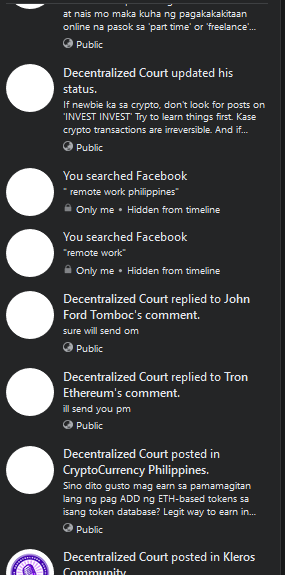 at nais mo maka kuha ng pagakakakitaan
online na pasok sa 'part time' or 'freelance'...
Public
Decentralized Court updated his
status.
If newbie ka sa crypto, don't look for posts on
'INVEST INVEST' Try to learn things first. Kase
crypto transactions are irreversible. And if...
Public
You searched Facebook
" remote work philippines"
Only me • Hidden from timeline
You searched Facebook
"remote work"
Only me • Hidden from timeline
Decentralized Court replied to John
Ford Tomboc's comment.
sure will send om
Public
Decentralized Court replied to Tron
Ethereum's comment.
ill send you pm
Public
Decentralized Court posted in
CryptoCurrency Philippines.
Sino dito gusto mag earn sa pamamagitan
lang ng pag ADD ng ETH-based tokens sa
isang token database? Legit way to earn in...
Public
Decentralized Court posted in Kleros
Community